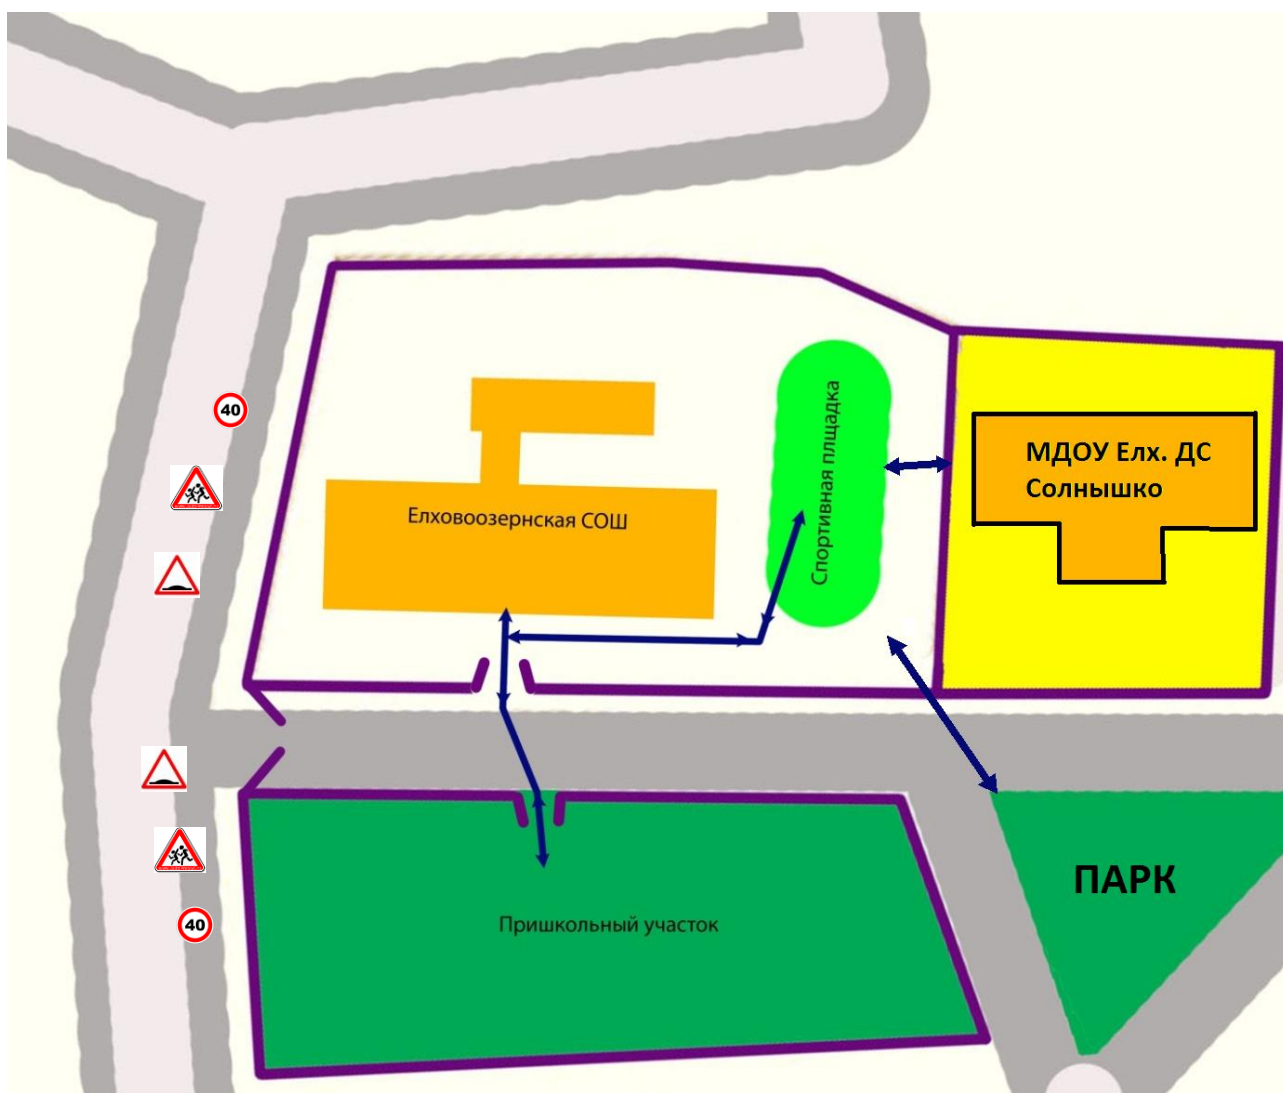 40
Елховоозернская СОШ
Спортивная плщадка
МДОУ Елх. ДС
Солнышко
ПАРК
Пришкольный участок
40